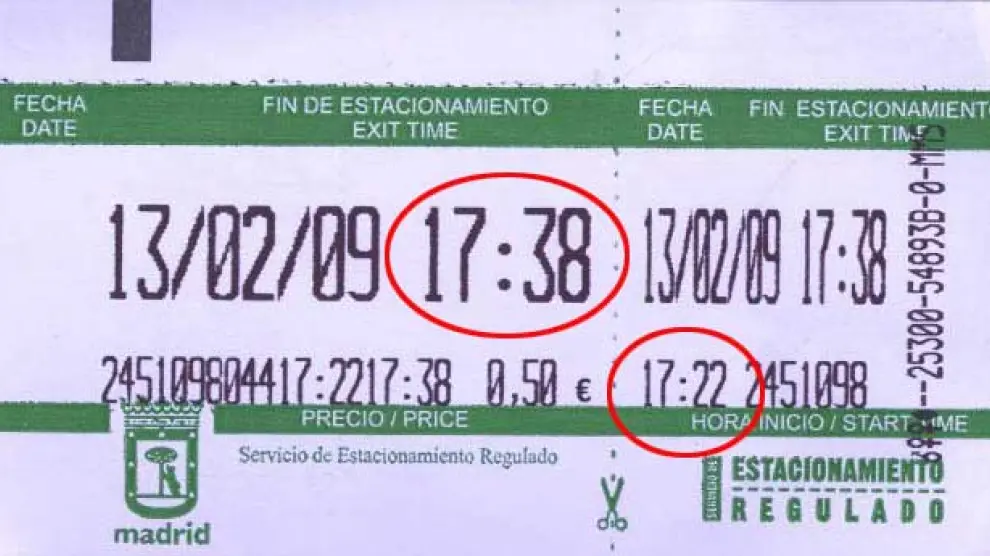 FECHA
DATE
FIN DE ESTACIONAMIENTO
EXIT TIME
FECHA
DATE
FIN ESTACIONAMIENTO
EXIT TIME
13/02/09 17:38
13/02/09 17:38
245109804417:2217:38 0,50 €
17:22 2451098
PRECIO / PRICE
HORA INICIO / START TIME
madrid
Servicio de Estacionamiento Regulado
SERVICIO DE
ESTACIONAMIENTO
REGULADO